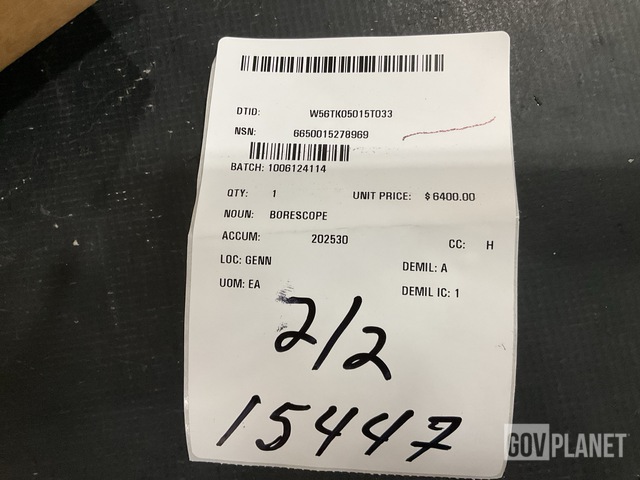 DTID: W56TK05015T033
NSN: 6650015278969
BATCH: 1006124114
QTY: 1 UNIT PRICE: $ 6400.00
NOUN: BORESCOPE
ACCUM: 202530 CC: H
LOC: GENN DEMIL: A
UOM: EA DEMIL IC: 1
2/2
15447
GOVPLANET